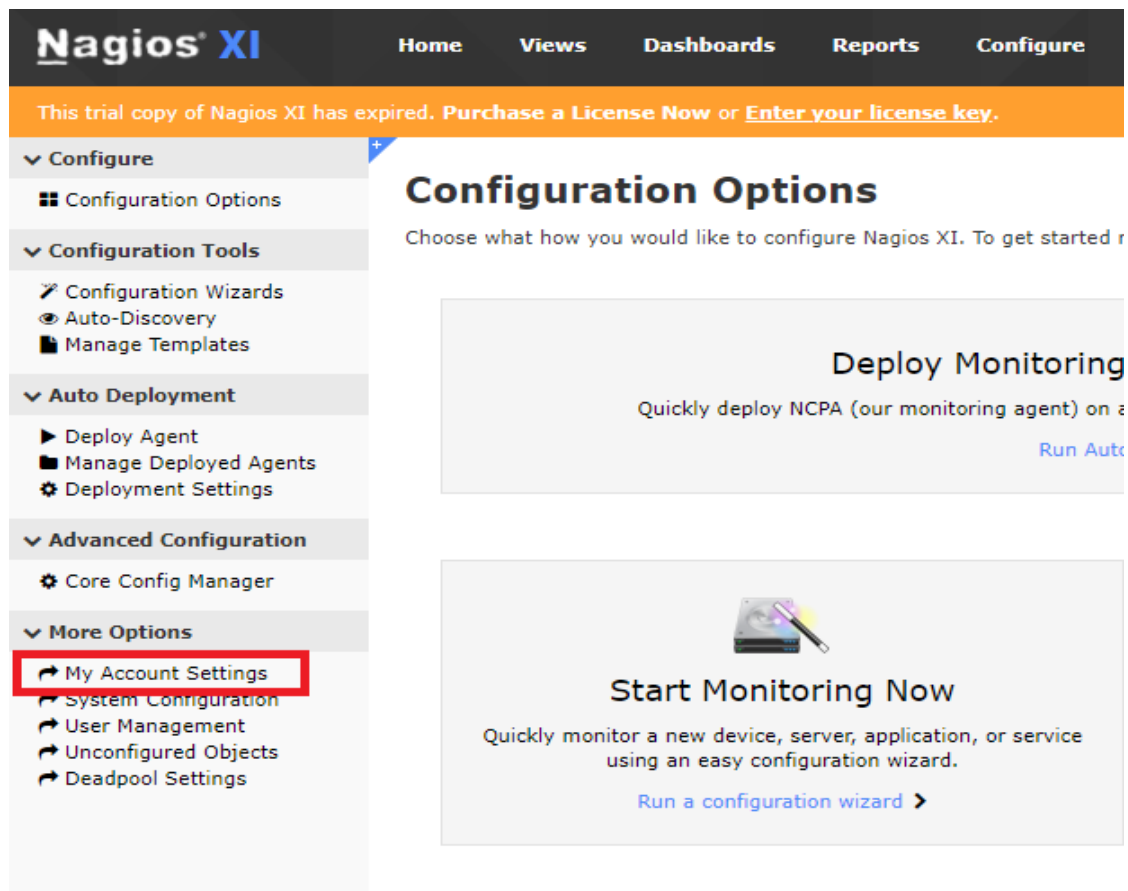 Nagios® XI
Home Views Dashboards Reports Configure
This trial copy of Nagios XI has expired. Purchase a License Now or Enter your license key.
Configure
Configuration Options
Configuration Tools
Configuration Wizards
Auto-Discovery
Manage Templates
Auto Deployment
Deploy Agent
Manage Deployed Agents
Deployment Settings
Advanced Configuration
Core Config Manager
More Options
My Account Settings
System Configuration
User Management
Unconfigured Objects
Deadpool Settings
Configuration Options
Choose what how you would like to configure Nagios XI. To get started
Deploy Monitoring
Quickly deploy NCPA (our monitoring agent) on
Run Auto
Start Monitoring Now
Quickly monitor a new device, server, application, or service
using an easy configuration wizard.
Run a configuration wizard